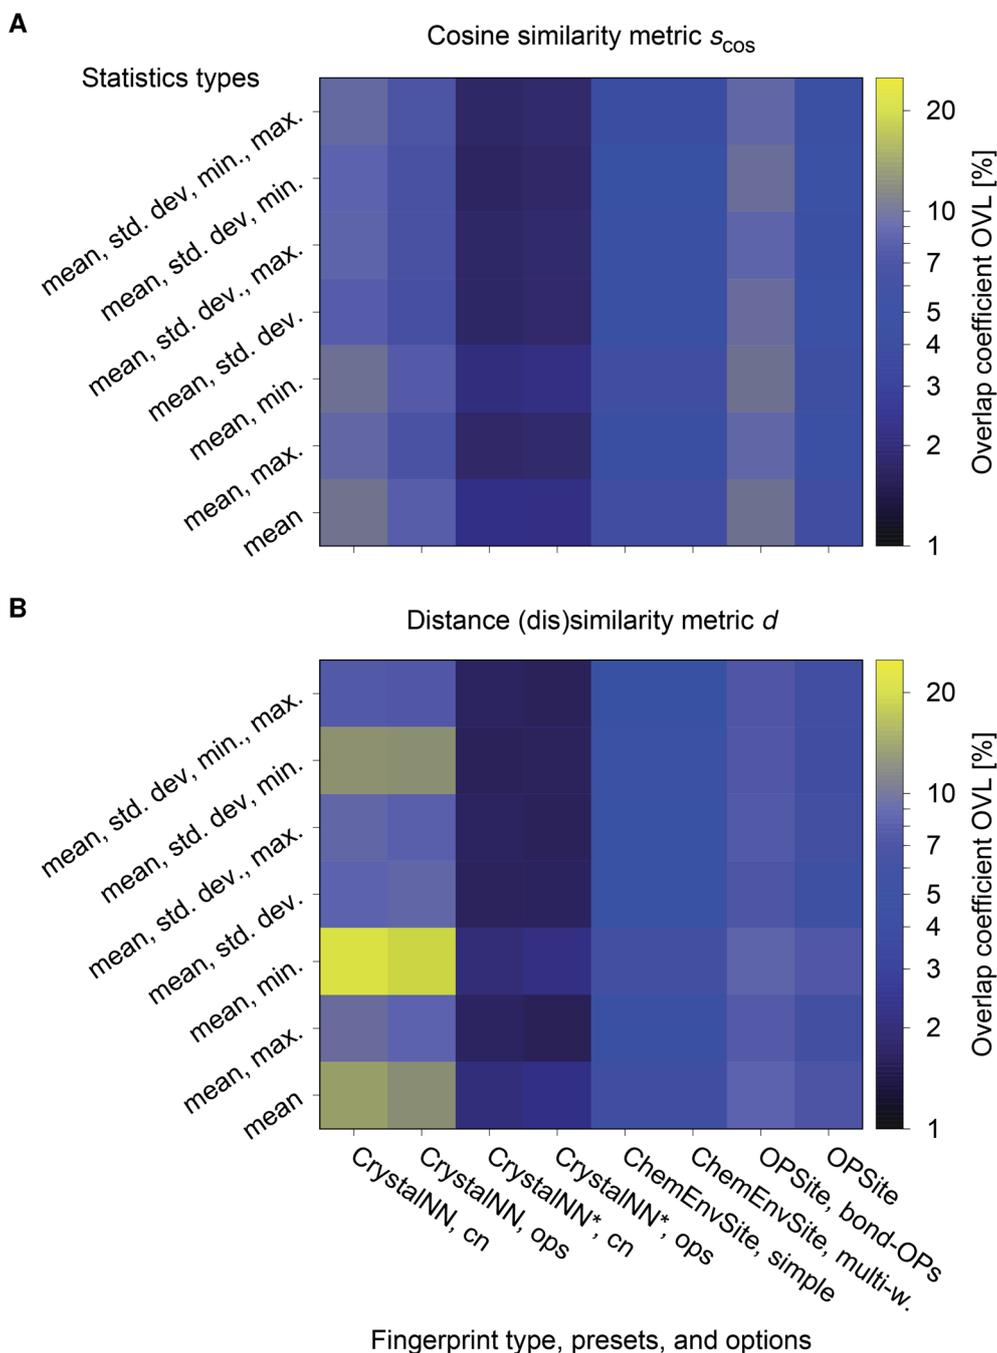 A
Cosine similarity metric s_cos
Statistics types
mean, std. dev, min., max.
mean, std. dev, min.
mean, std. dev., max.
mean, std. dev.
mean, min.
mean, max.
mean
20
10
7
5
4
3
2
1
Overlap coefficient OVL [%]
B
Distance (dis)similarity metric d
mean, std. dev, min., max.
mean, std. dev, min.
mean, std. dev., max.
mean, std. dev.
mean, min.
mean, max.
mean
20
10
7
5
4
3
2
1
Overlap coefficient OVL [%]
CrystalNN, cn
CrystalNN, ops
CrystalNN*, cn
CrystalNN*, ops
ChemEnvSite, simple
ChemEnvSite, multi-w.
OPSite, bond-OPs
OPSite
Fingerprint type, presets, and options